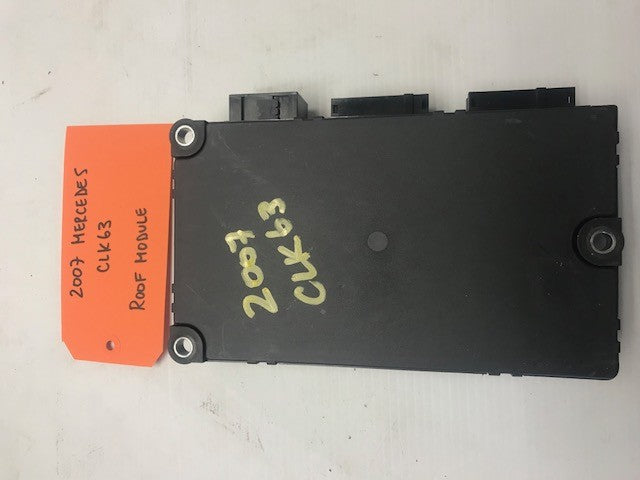 2007 MERCEDES
CLK63
ROOF MODULE
2007
CLK63